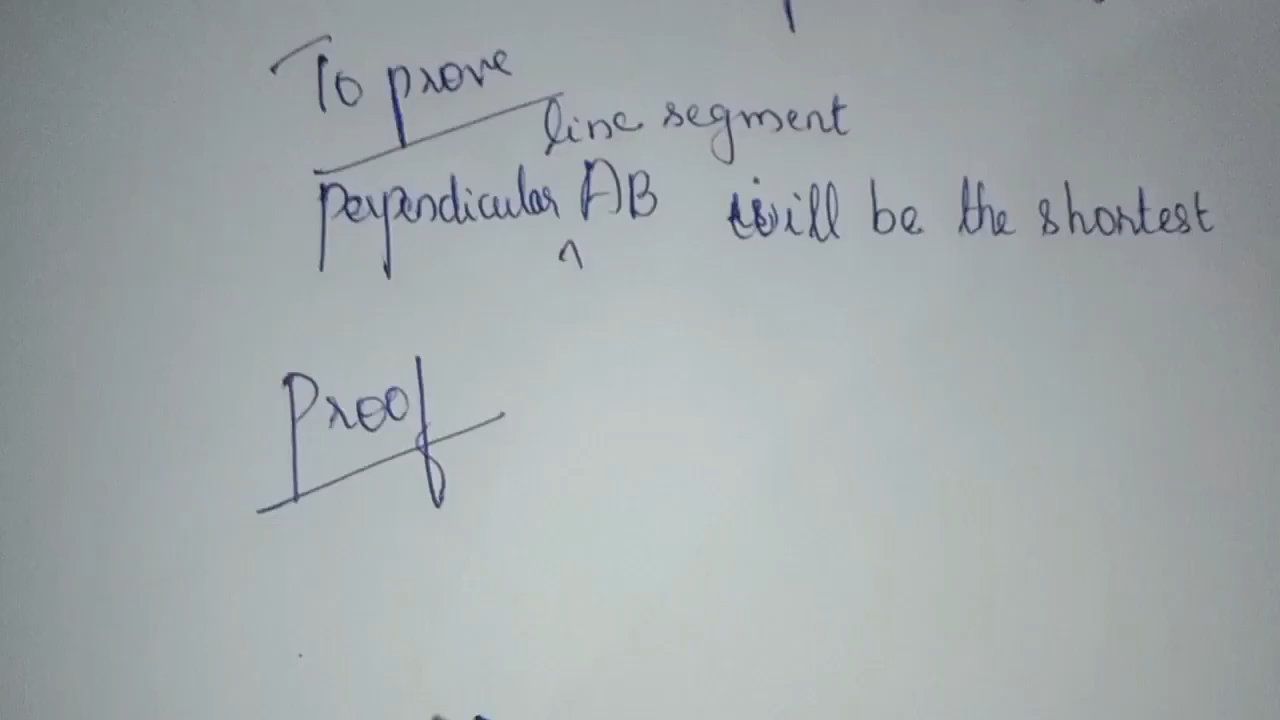 To prove
line segment
perpendicular ^ AB will be the shortest
Proof